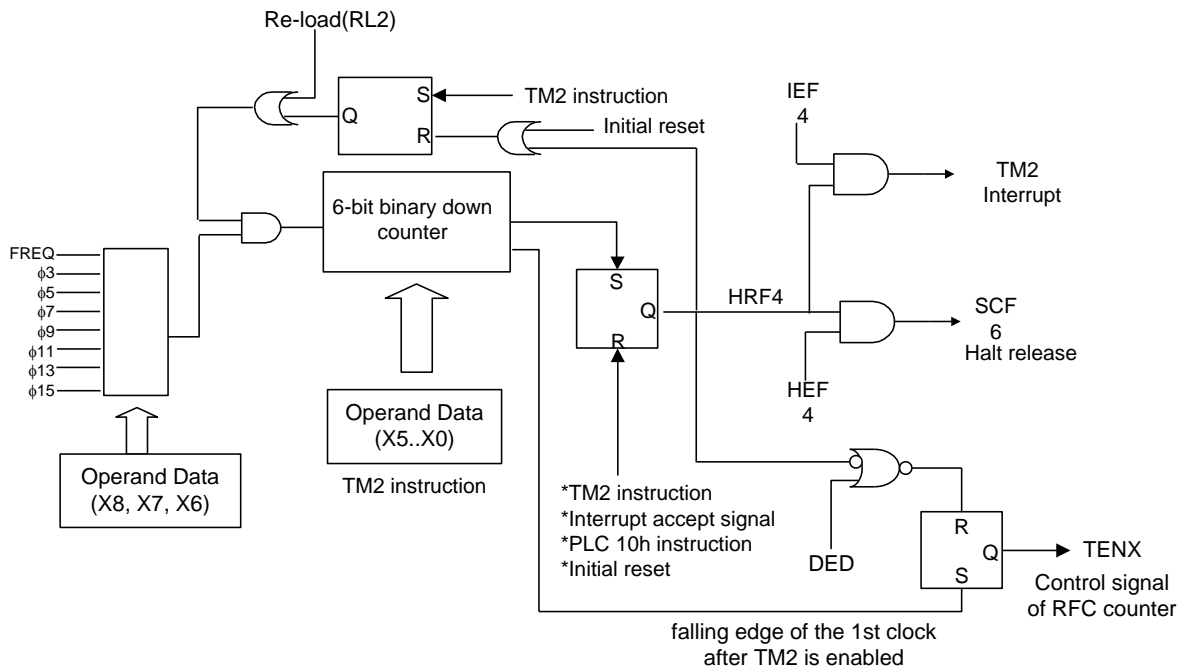 Re-load(RL2)
S
TM2 instruction
Q
R
Initial reset
IEF
4
TM2
Interrupt
6-bit binary down
counter
FREQ
ϕ3
ϕ5
ϕ7
ϕ9
ϕ11
ϕ13
ϕ15
S
Q
R
HRF4
SCF
6
Halt release
HEF
4
Operand Data
(X5..X0)
TM2 instruction
Operand Data
(X8, X7, X6)
*TM2 instruction
*Interrupt accept signal
*PLC 10h instruction
*Initial reset
DED
R
Q
S
TENX
Control signal
of RFC counter
falling edge of the 1st clock
after TM2 is enabled